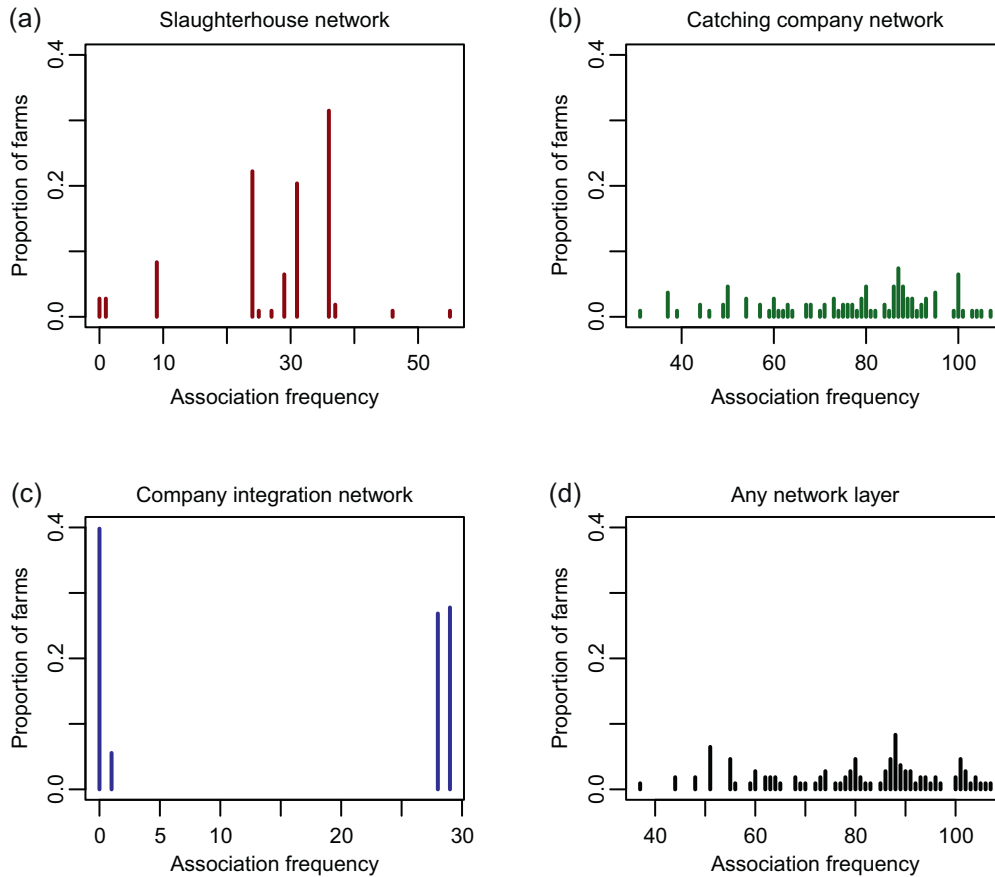 (a) Slaughterhouse network
Proportion of farms
0.0 0.2 0.4
0 10 30 50
Association frequency
(b) Catching company network
Proportion of farms
0.0 0.2 0.4
40 60 80 100
Association frequency
(c) Company integration network
Proportion of farms
0.0 0.2 0.4
0 5 10 20 30
Association frequency
(d) Any network layer
Proportion of farms
0.0 0.2 0.4
40 60 80 100
Association frequency